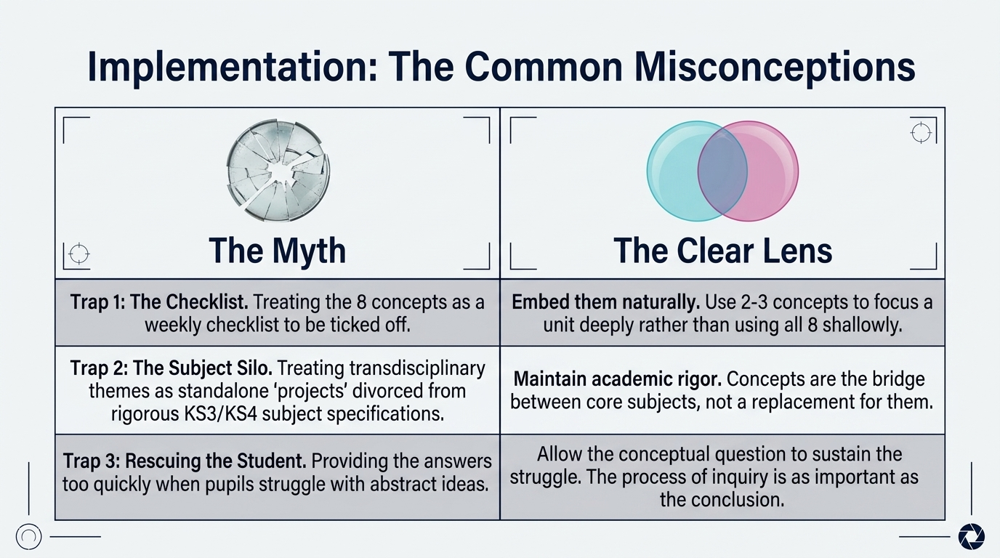 Implementation: The Common Misconceptions
The Myth
The Clear Lens
Trap 1: The Checklist. Treating the 8 concepts as a
weekly checklist to be ticked off.
Embed them naturally. Use 2-3 concepts to focus a
unit deeply rather than using all 8 shallowly.
Trap 2: The Subject Silo. Treating transdisciplinary
themes as standalone ‘projects’ divorced from
rigorous KS3/KS4 subject specifications.
Maintain academic rigor. Concepts are the bridge
between core subjects, not a replacement for them.
Trap 3: Rescuing the Student. Providing the answers
too quickly when pupils struggle with abstract ideas.
Allow the conceptual question to sustain the
struggle. The process of inquiry is as important as
the conclusion.